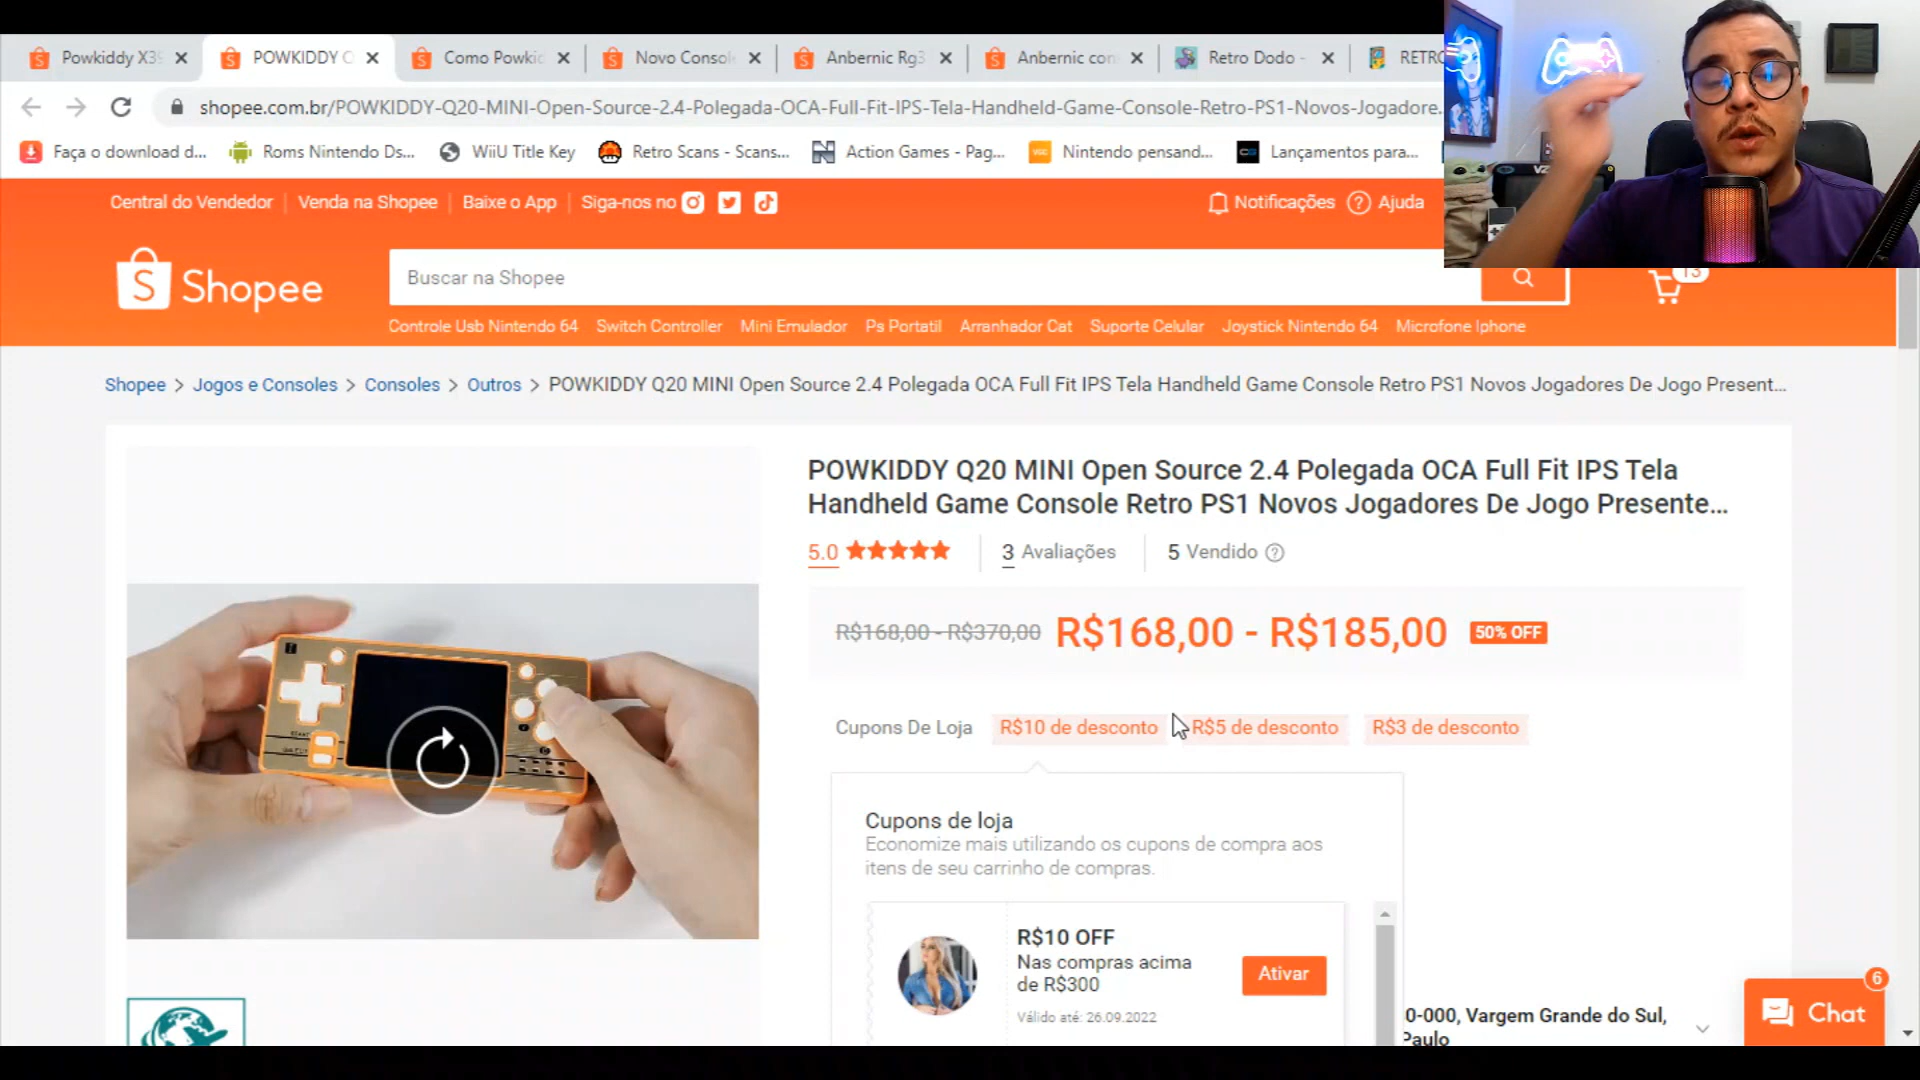 Powkiddy X39
POWKIDDY Q
Como Powkid
Novo Console
Anbernic Rg3
Anbernic con
Retro Dodo -
RETRO
shopee.com.br/POWKIDDY-Q20-MINI-Open-Source-2.4-Polegada-OCA-Full-Fit-IPS-Tela-Handheld-Game-Console-Retro-PS1-Novos-Jogadore...
Faça o download d...
Roms Nintendo Ds...
WiiU Title Key
Retro Scans - Scans...
Action Games - Pag...
Nintendo pensand...
Lançamentos para...
Central do Vendedor
Venda na Shopee
Baixe o App
Siga-nos no
Notificações
Ajuda
Shopee
Buscar na Shopee
13
Controle Usb Nintendo 64 Switch Controller Mini Emulador Ps Portatil Arranhador Cat Suporte Celular Joystick Nintendo 64 Microfone Iphone
Shopee > Jogos e Consoles > Consoles > Outros > POWKIDDY Q20 MINI Open Source 2.4 Polegada OCA Full Fit IPS Tela Handheld Game Console Retro PS1 Novos Jogadores De Jogo Present...
POWKIDDY Q20 MINI Open Source 2.4 Polegada OCA Full Fit IPS Tela
Handheld Game Console Retro PS1 Novos Jogadores De Jogo Presente...
5.0
3 Avaliações
5 Vendido
R$168,00 - R$370,00
R$168,00 - R$185,00
50% OFF
Cupons De Loja
R$10 de desconto
R$5 de desconto
R$3 de desconto
Cupons de loja
Economize mais utilizando os cupons de compra aos
itens de seu carrinho de compras.
R$10 OFF
Nas compras acima
de R$300
Válido até: 26.09.2022
Ativar
0-000, Vargem Grande do Sul,
Paulo
6
Chat